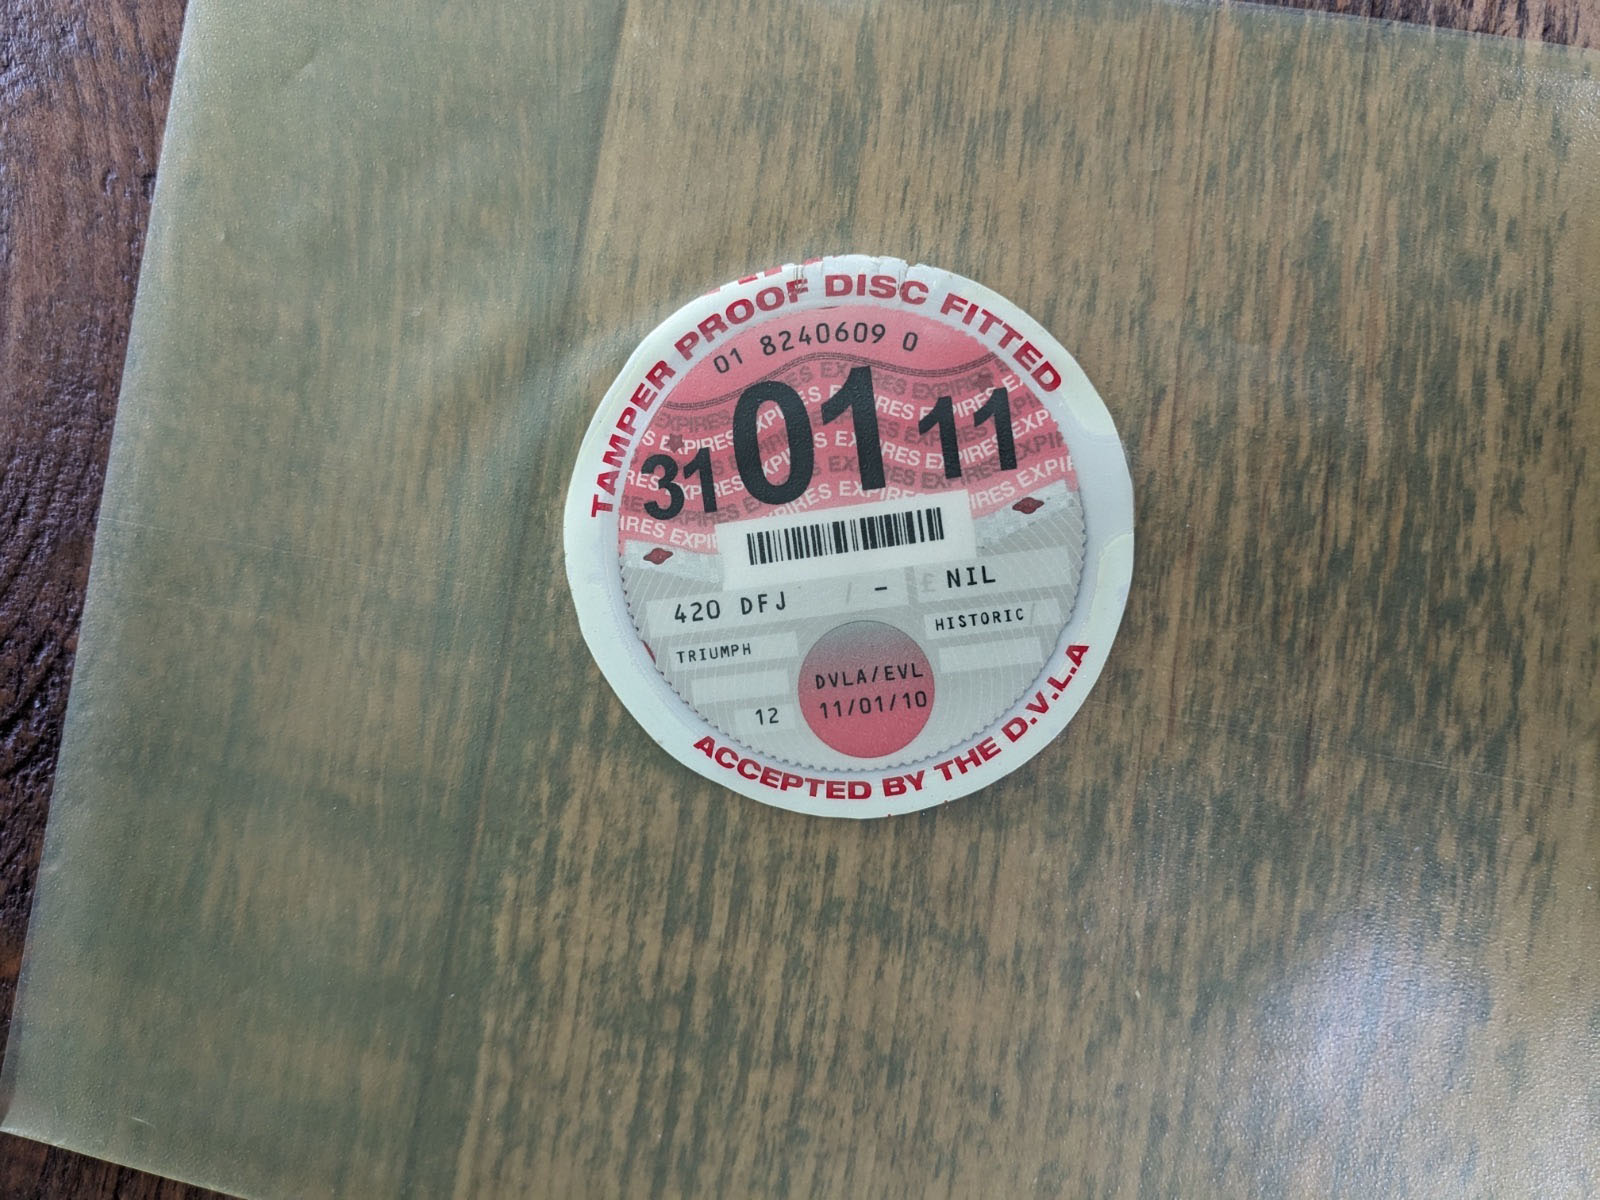 TAMPER PROOF DISC FITTED
01 8240609 0
31 01 11
420 DFJ / - £ NIL
TRIUMPH HISTORIC
DVLA/EVL
12 11/01/10
ACCEPTED BY THE D.V.L.A